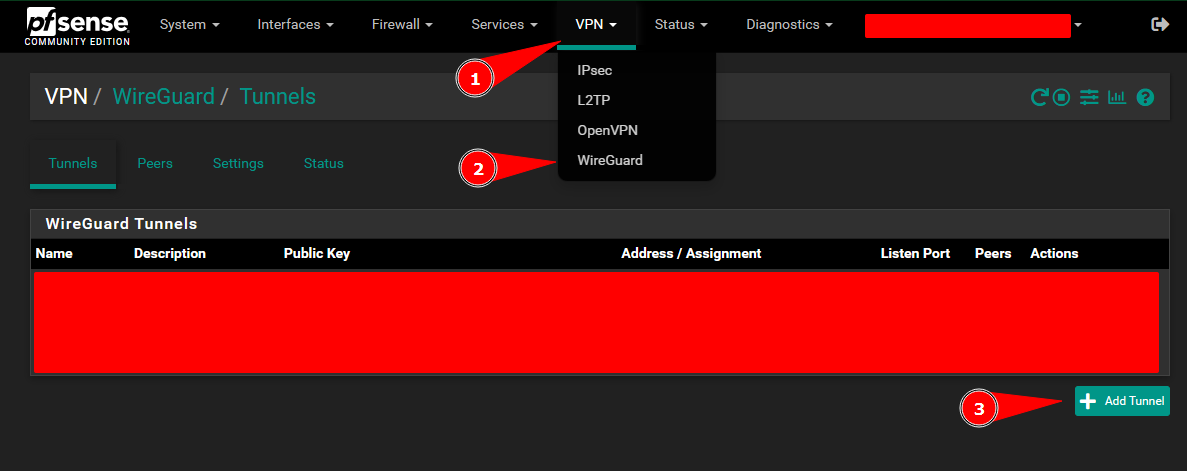 pfsense COMMUNITY EDITION
System Interfaces Firewall Services VPN Status Diagnostics
1
IPsec
L2TP
OpenVPN
WireGuard
2
VPN / WireGuard / Tunnels
Tunnels Peers Settings Status
WireGuard Tunnels
Name Description Public Key Address / Assignment Listen Port Peers Actions
3
Add Tunnel